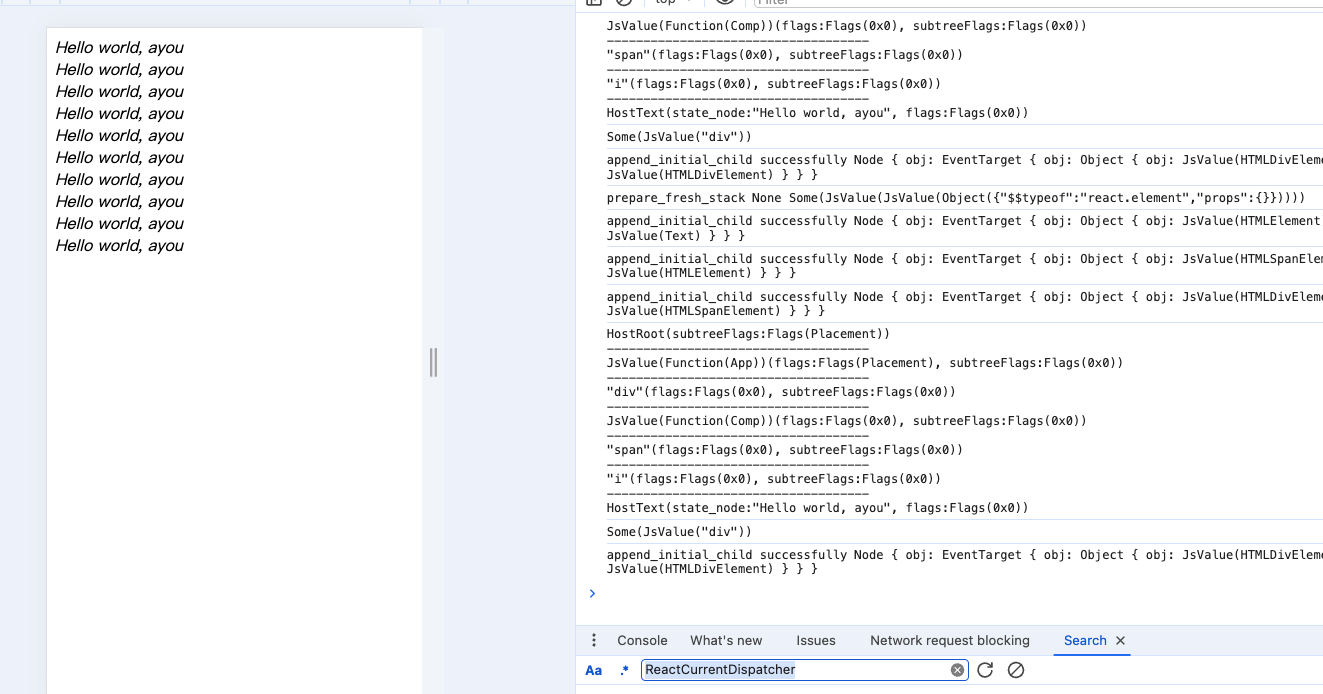 Hello world, ayou
Hello world, ayou
Hello world, ayou
Hello world, ayou
Hello world, ayou
Hello world, ayou
Hello world, ayou
Hello world, ayou
Hello world, ayou
Hello world, ayou
top
Filter
JsValue(Function(Comp))(flags:Flags(0x0), subtreeFlags:Flags(0x0))
------------------------------------
"span"(flags:Flags(0x0), subtreeFlags:Flags(0x0))
------------------------------------
"i"(flags:Flags(0x0), subtreeFlags:Flags(0x0))
------------------------------------
HostText(state_node:"Hello world, ayou", flags:Flags(0x0))
Some(JsValue("div"))
append_initial_child successfully Node { obj: EventTarget { obj: Object { obj: JsValue(HTMLDivEleme
JsValue(HTMLDivElement) } } }
prepare_fresh_stack None Some(JsValue(JsValue(Object({"$$typeof":"react.element","props":{}}))))
append_initial_child successfully Node { obj: EventTarget { obj: Object { obj: JsValue(HTMLElement
JsValue(Text) } } }
append_initial_child successfully Node { obj: EventTarget { obj: Object { obj: JsValue(HTMLSpanElem
JsValue(HTMLElement) } } }
append_initial_child successfully Node { obj: EventTarget { obj: Object { obj: JsValue(HTMLDivEleme
JsValue(HTMLSpanElement) } } }
HostRoot(subtreeFlags:Flags(Placement))
------------------------------------
JsValue(Function(App))(flags:Flags(Placement), subtreeFlags:Flags(0x0))
------------------------------------
"div"(flags:Flags(0x0), subtreeFlags:Flags(0x0))
------------------------------------
JsValue(Function(Comp))(flags:Flags(0x0), subtreeFlags:Flags(0x0))
------------------------------------
"span"(flags:Flags(0x0), subtreeFlags:Flags(0x0))
------------------------------------
"i"(flags:Flags(0x0), subtreeFlags:Flags(0x0))
------------------------------------
HostText(state_node:"Hello world, ayou", flags:Flags(0x0))
Some(JsValue("div"))
append_initial_child successfully Node { obj: EventTarget { obj: Object { obj: JsValue(HTMLDivEleme
JsValue(HTMLDivElement) } } }
>
Console What's new Issues Network request blocking Search ×
Aa .* ReactCurrentDispatcher